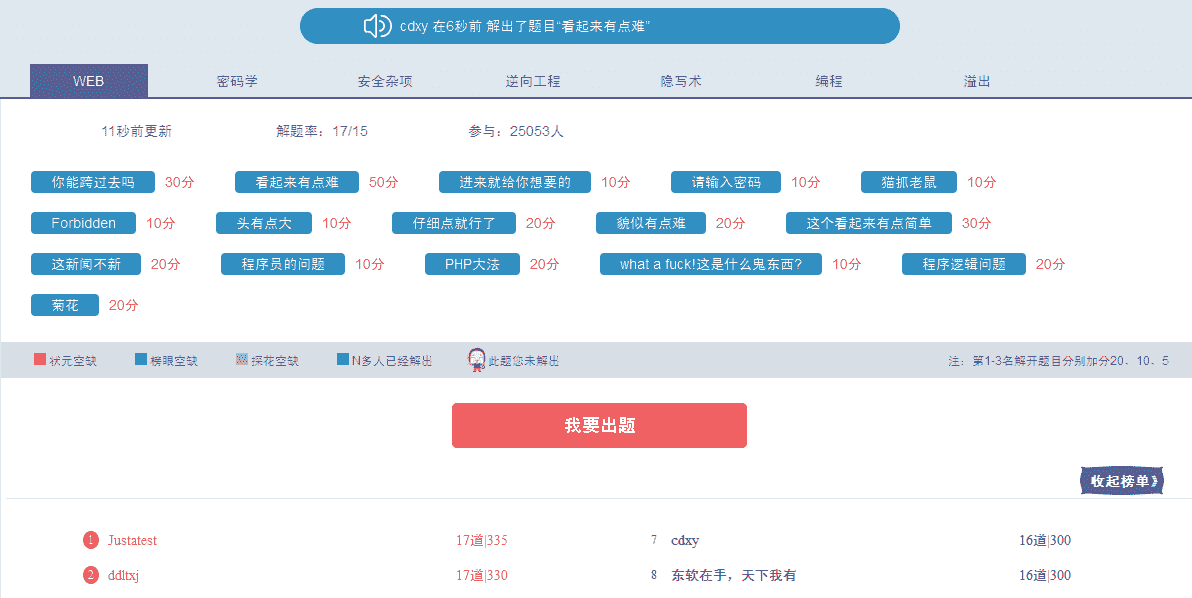 cdxy 在6秒前 解出了题目“看起来有点难”
WEB 密码学 安全杂项 逆向工程 隐写术 编程 溢出
11秒前更新 解题率：17/15 参与：25053人
你能跨过去吗 30分 看起来有点难 50分 进来就给你想要的 10分 请输入密码 10分 猫抓老鼠 10分
Forbidden 10分 头有点大 10分 仔细点就行了 20分 貌似有点难 20分 这个看起来有点简单 30分
这新闻不新 20分 程序员的问题 10分 PHP大法 20分 what a fuck!这是什么鬼东西? 10分 程序逻辑问题 20分
菊花 20分
状元空缺 榜眼空缺 探花空缺 N多人已经解出 此题您未解出 注：第1-3名解开题目分别加分20、10、5
我要出题
收起榜单》
1 Justatest 17道|335 7 cdxy 16道|300
2 ddltxj 17道|330 8 东软在手，天下我有 16道|300